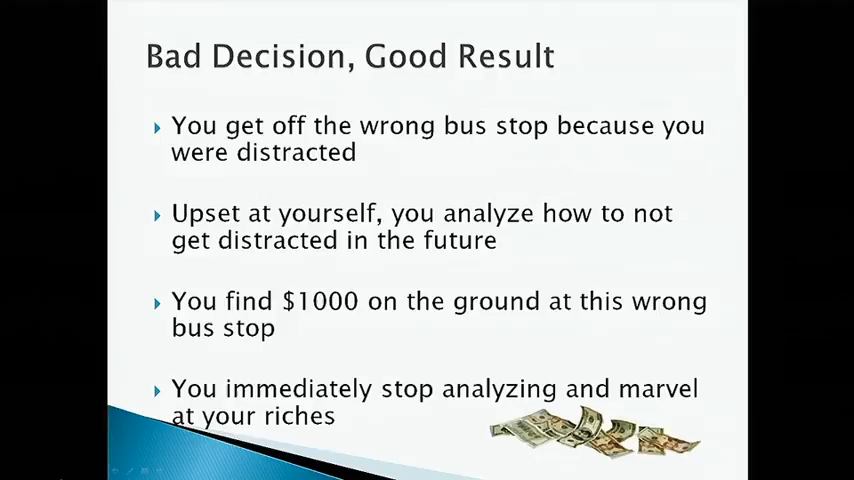 Bad Decision, Good Result
You get off the wrong bus stop because you
were distracted
Upset at yourself, you analyze how to not
get distracted in the future
You find $1000 on the ground at this wrong
bus stop
You immediately stop analyzing and marvel
at your riches